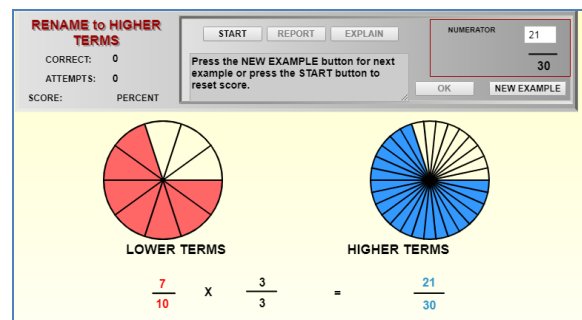 RENAME to HIGHER
TERMS
CORRECT: 0
ATTEMPTS: 0
SCORE: PERCENT
START REPORT EXPLAIN
Press the NEW EXAMPLE button for next
example or press the START button to
reset score.
NUMERATOR 21
30
OK NEW EXAMPLE
LOWER TERMS HIGHER TERMS
7 3 21
X =
10 3 30